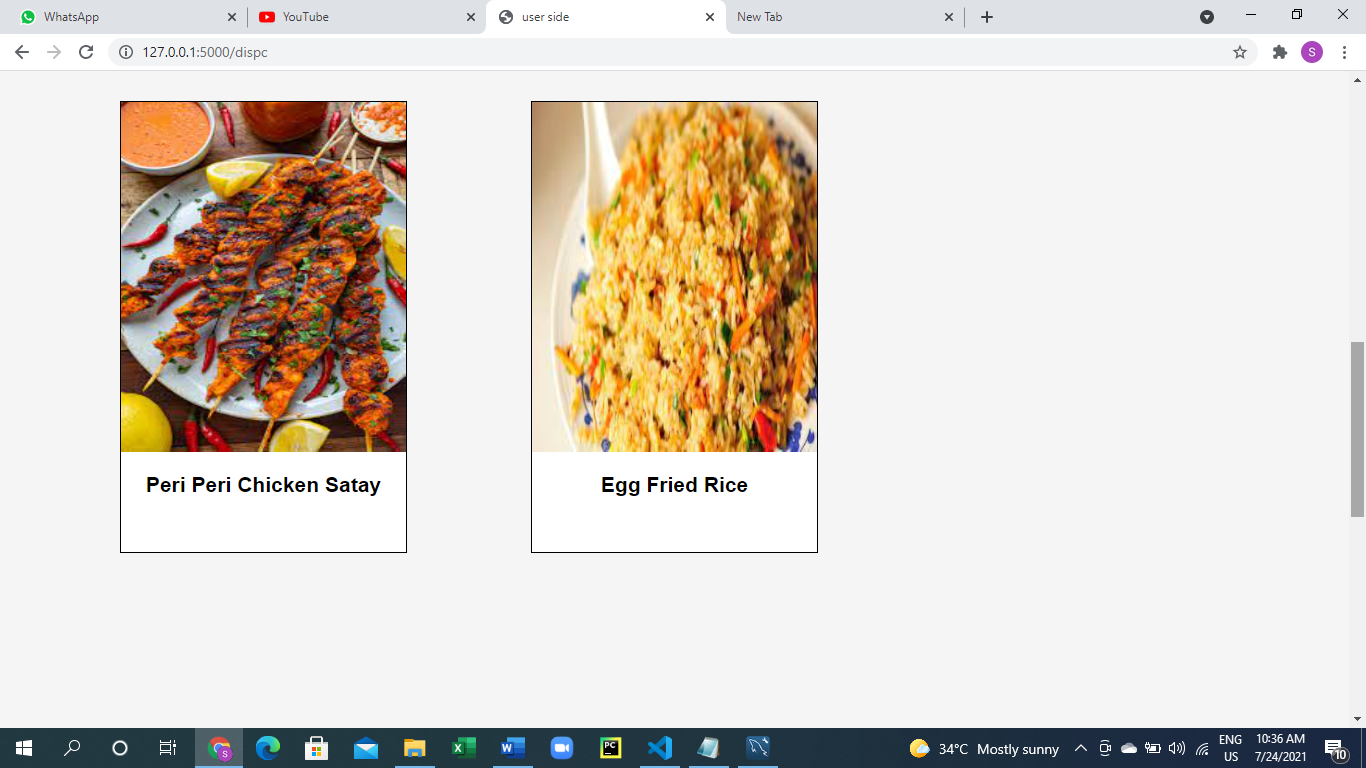 WhatsApp
YouTube
user side
New Tab
127.0.0.1:5000/dispc
S
Peri Peri Chicken Satay
Egg Fried Rice
S
X
W
PC
34°C Mostly sunny
ENG
US
10:36 AM
7/24/2021
10